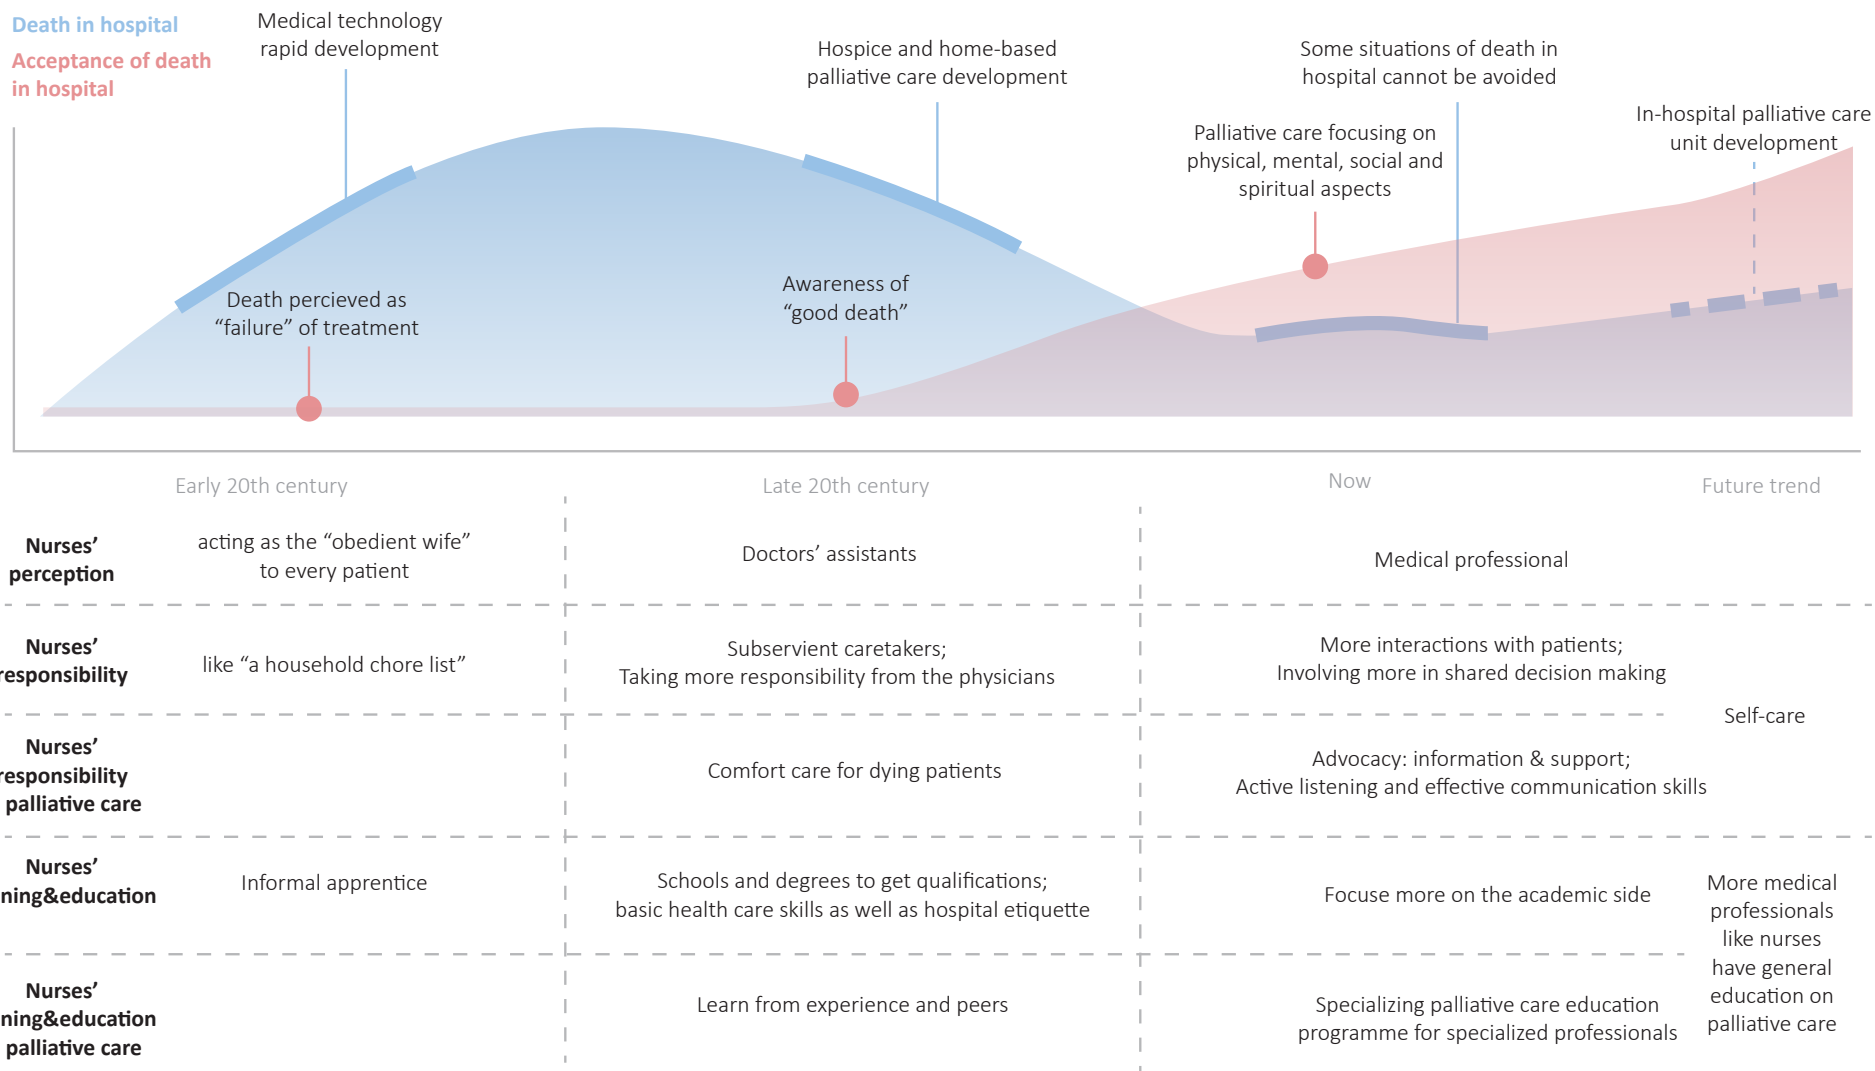 Death in hospital
Acceptance of death
in hospital
Medical technology
rapid development
Hospice and home-based
palliative care development
Some situations of death in
hospital cannot be avoided
In-hospital palliative care
unit development
Palliative care focusing on
physical, mental, social and
spiritual aspects
Death percieved as
“failure” of treatment
Awareness of
“good death”
Early 20th century
Late 20th century
Now
Future trend
Nurses’
perception
acting as the “obedient wife”
to every patient
Doctors’ assistants
Medical professional
Nurses’
responsibility
like “a household chore list”
Subservient caretakers;
Taking more responsibility from the physicians
More interactions with patients;
Involving more in shared decision making
Self-care
Nurses’
responsibility
palliative care
Comfort care for dying patients
Advocacy: information & support;
Active listening and effective communication skills
Nurses’
ning&education
Informal apprentice
Schools and degrees to get qualifications;
basic health care skills as well as hospital etiquette
Focuse more on the academic side
More medical
professionals
like nurses
have general
education on
palliative care
Nurses’
ning&education
palliative care
Learn from experience and peers
Specializing palliative care education
programme for specialized professionals